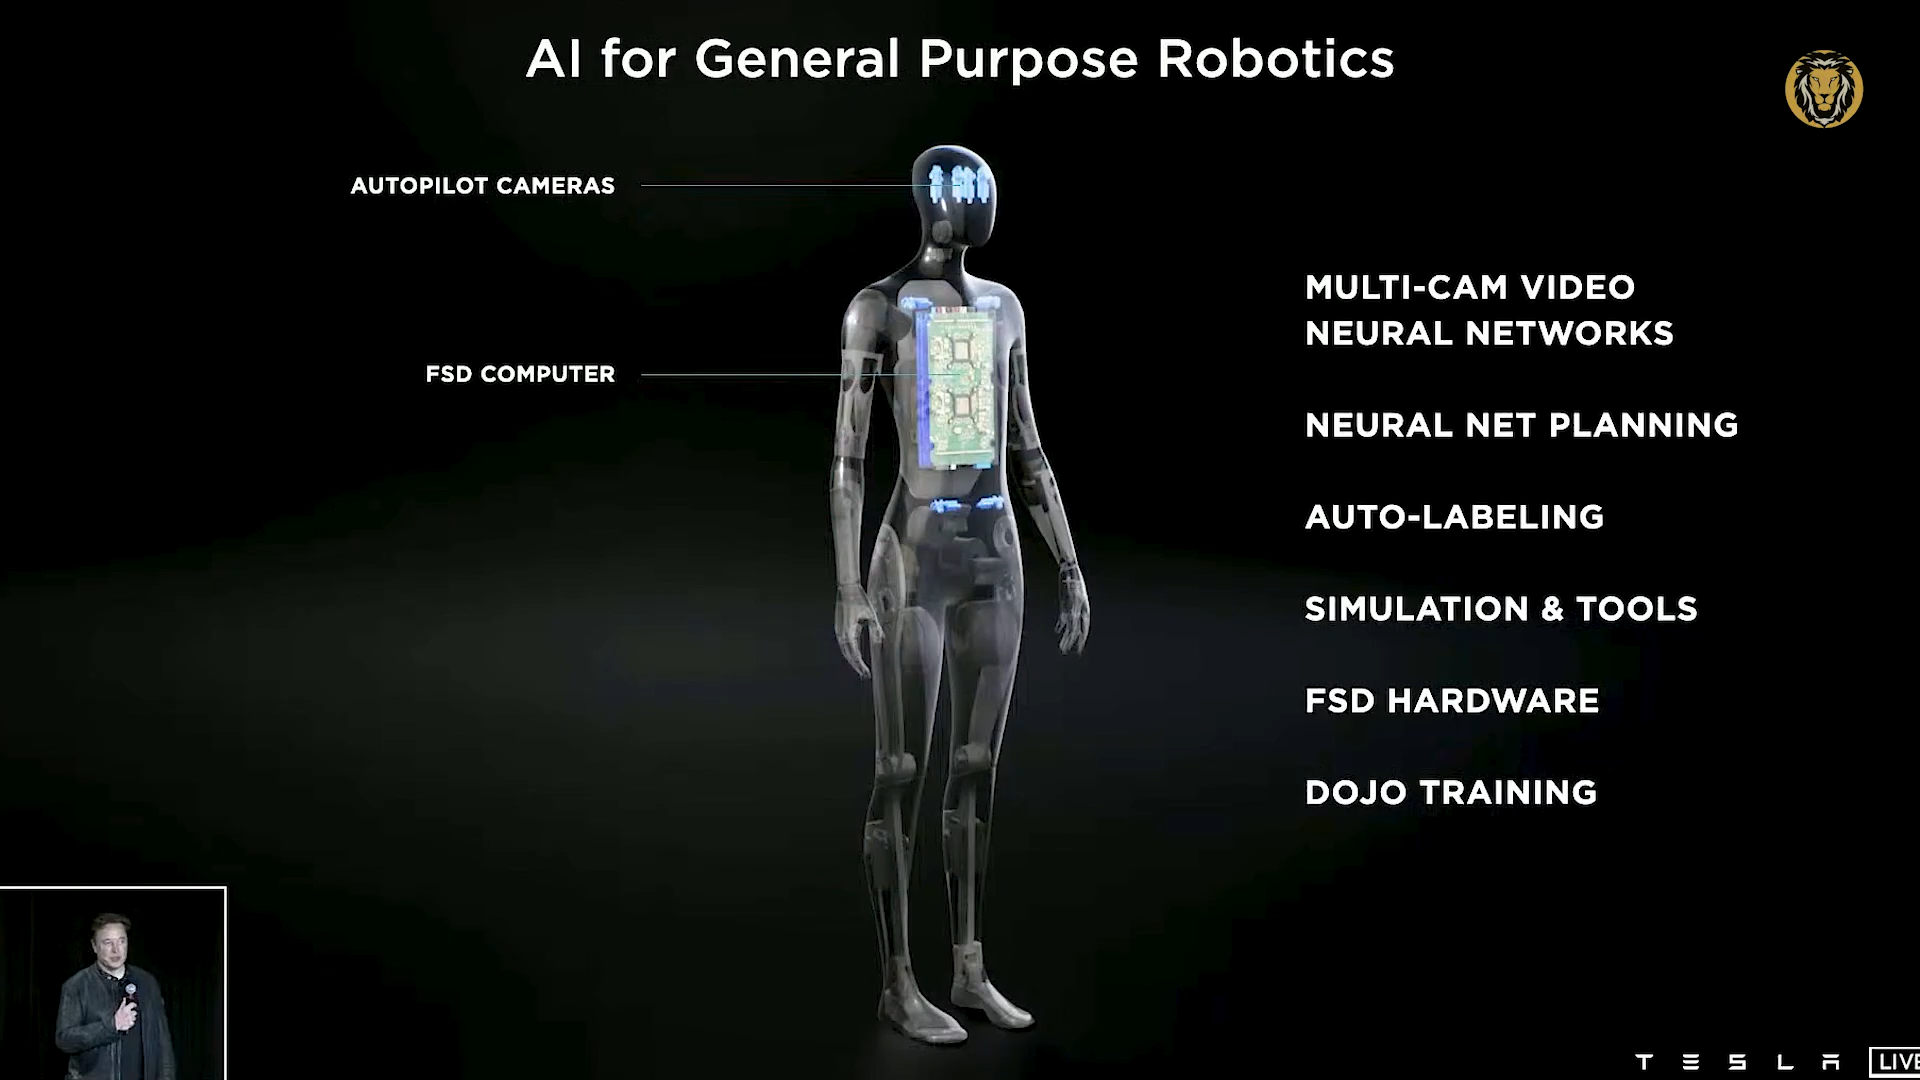 AI for General Purpose Robotics
AUTOPILOT CAMERAS
FSD COMPUTER
MULTI-CAM VIDEO
NEURAL NETWORKS
NEURAL NET PLANNING
AUTO-LABELING
SIMULATION & TOOLS
FSD HARDWARE
DOJO TRAINING
TESLA LIVE